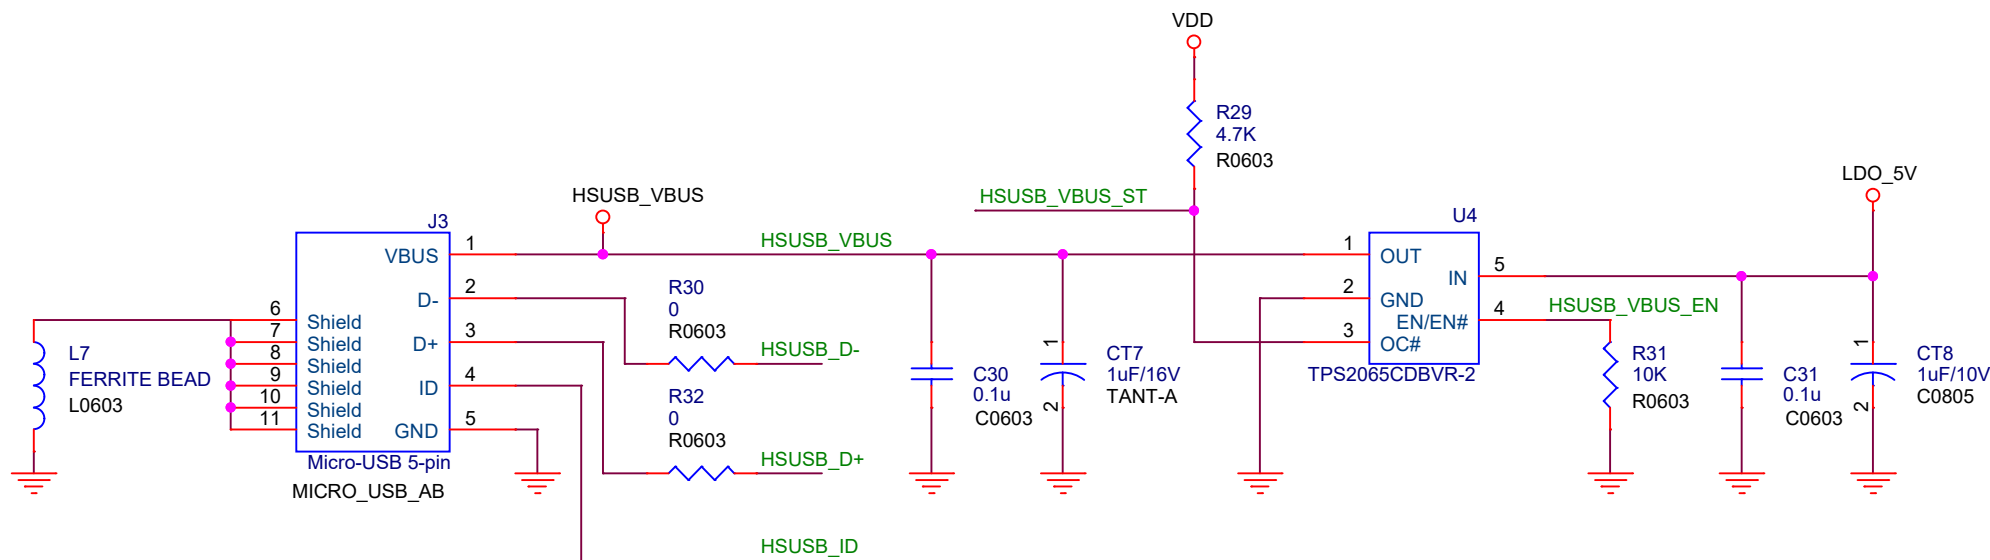 VDD
R29
4.7K
R0603
LDO_5V
HSUSB_VBUS
HSUSB_VBUS_ST
J3
U4
HSUSB_VBUS
VBUS
1
D-
2
D+
3
ID
4
GND
5
6
Shield
7
Shield
8
Shield
9
Shield
10
Shield
11
Shield
Micro-USB 5-pin
MICRO_USB_AB
L7
FERRITE BEAD
L0603
R30
0
R0603
HSUSB_D-
R32
0
R0603
HSUSB_D+
HSUSB_ID
C30
0.1u
C0603
1
CT7
1uF/16V
TANT-A
2
1
OUT
2
GND
3
OC#
IN
5
EN/EN#
4
TPS2065CDBVR-2
HSUSB_VBUS_EN
R31
10K
R0603
C31
0.1u
C0603
1
CT8
1uF/10V
C0805
2